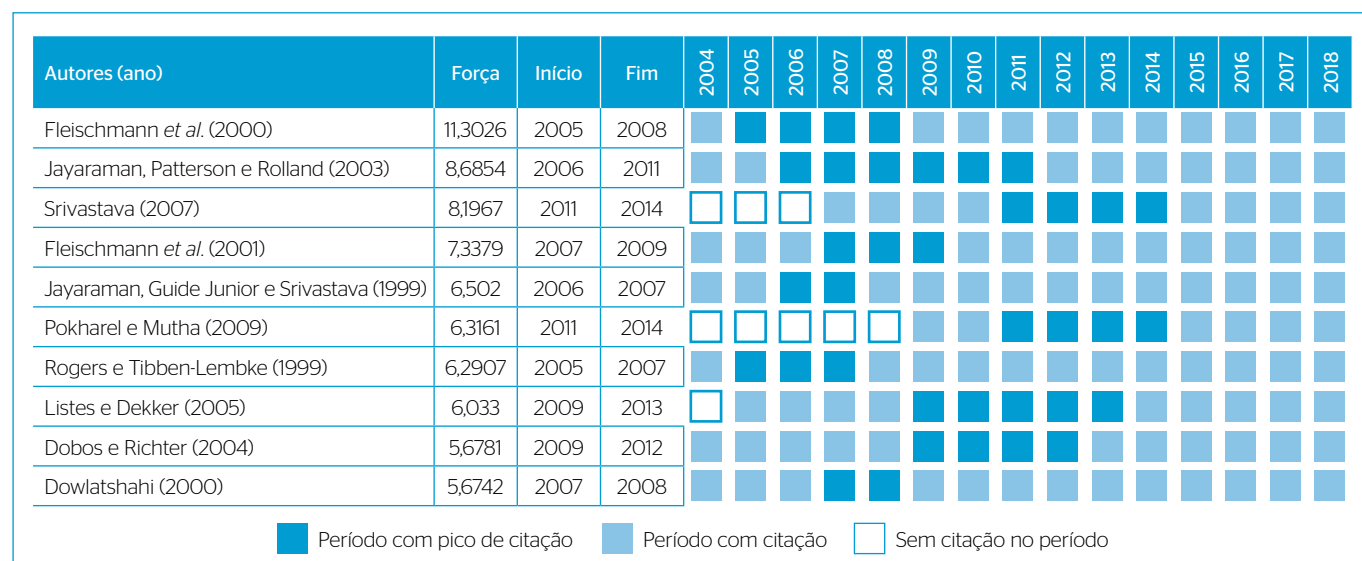 Autores (ano) Força Início Fim 2004 2005 2006 2007 2008 2009 2010 2011 2012 2013 2014 2015 2016 2017 2018
Fleischmann et al. (2000) 11,3026 2005 2008
Jayaraman, Patterson e Rolland (2003) 8,6854 2006 2011
Srivastava (2007) 8,1967 2011 2014
Fleischmann et al. (2001) 7,3379 2007 2009
Jayaraman, Guide Junior e Srivastava (1999) 6,502 2006 2007
Pokharel e Mutha (2009) 6,3161 2011 2014
Rogers e Tibben-Lembke (1999) 6,2907 2005 2007
Listes e Dekker (2005) 6,033 2009 2013
Dobos e Richter (2004) 5,6781 2009 2012
Dowlatshahi (2000) 5,6742 2007 2008
Período com pico de citação Período com citação Sem citação no período